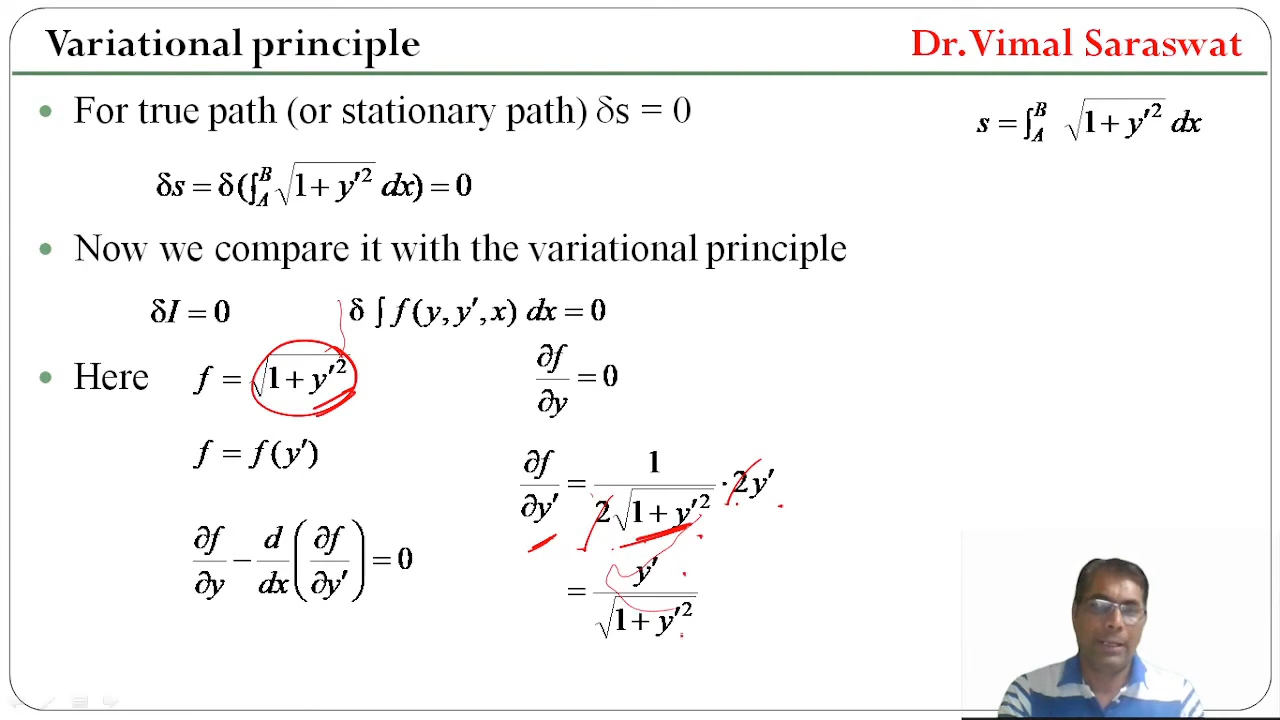 Variational principle
Dr.Vimal Saraswat
• For true path (or stationary path) δs = 0
s = ∫_A^B √(1 + y′²) dx
δs = δ(∫_A^B √(1 + y′²) dx) = 0
• Now we compare it with the variational principle
δI = 0
δ ∫ f (y, y′, x) dx = 0
• Here f = √(1 + y′²)
∂f/∂y = 0
f = f(y′)
∂f/∂y′ = 1/(2√(1 + y′²)) · 2y′
∂f/∂y − d/dx (∂f/∂y′) = 0
= y′/√(1 + y′²)